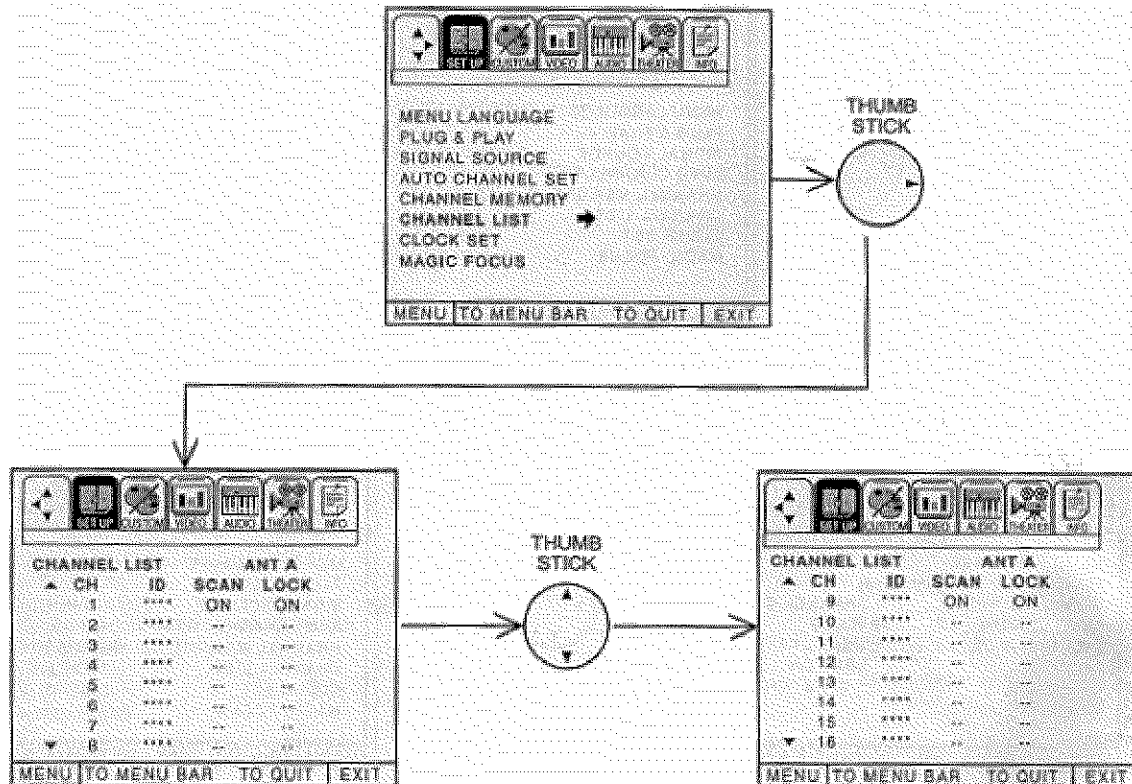 SET UP CUSTOM VIDEO AUDIO THEATER INFO
MENU LANGUAGE
PLUG & PLAY
SIGNAL SOURCE
AUTO CHANNEL SET
CHANNEL MEMORY
CHANNEL LIST
CLOCK SET
MAGIC FOCUS
MENU TO MENU BAR TO QUIT EXIT
THUMB
STICK
SET UP CUSTOM VIDEO AUDIO THEATER INFO
CHANNEL LIST ANT A
CH ID SCAN LOCK
1 **** ON ON
2 **** -- --
3 **** -- --
4 **** -- --
5 **** -- --
6 **** -- --
7 **** -- --
8 **** -- --
MENU TO MENU BAR TO QUIT EXIT
THUMB
STICK
SET UP CUSTOM VIDEO AUDIO THEATER INFO
CHANNEL LIST ANT A
CH ID SCAN LOCK
9 **** ON ON
10 **** -- --
11 **** -- --
12 **** -- --
13 **** -- --
14 **** -- --
15 **** -- --
16 **** -- --
MENU TO MENU BAR TO QUIT EXIT